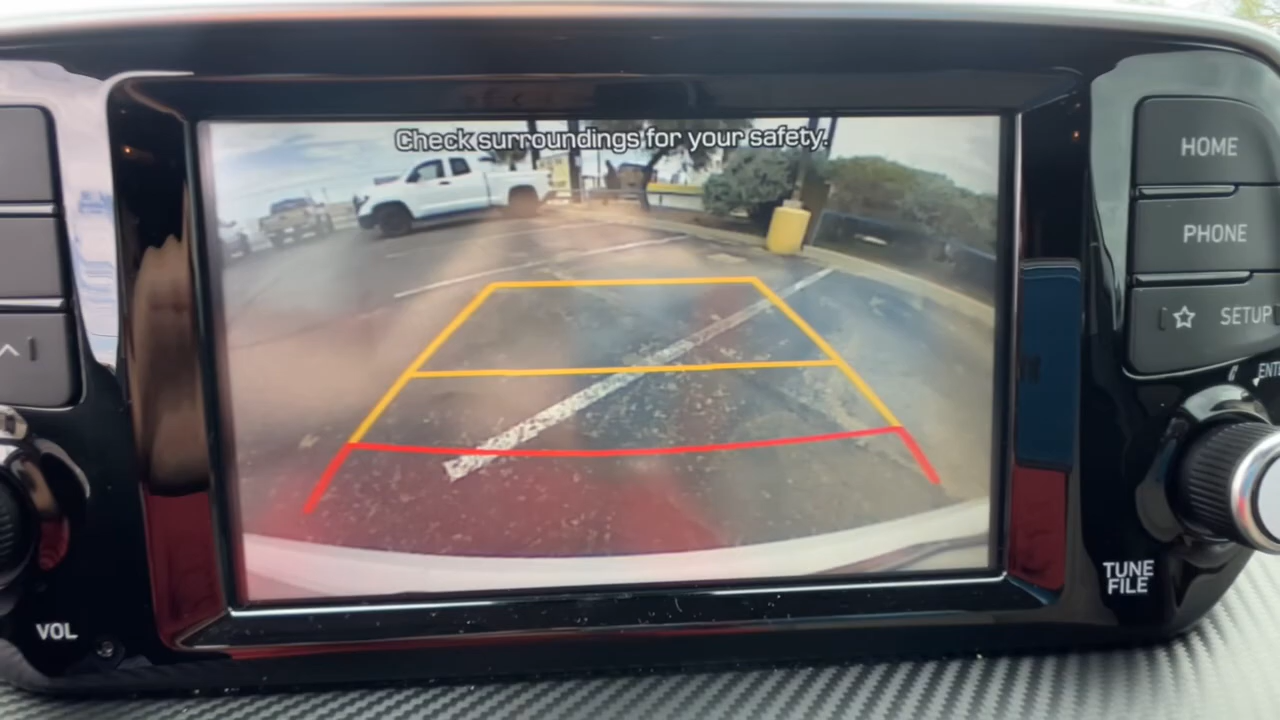 Check surroundings for your safety.
HOME
PHONE
SETUP
VOL
TUNE
FILE